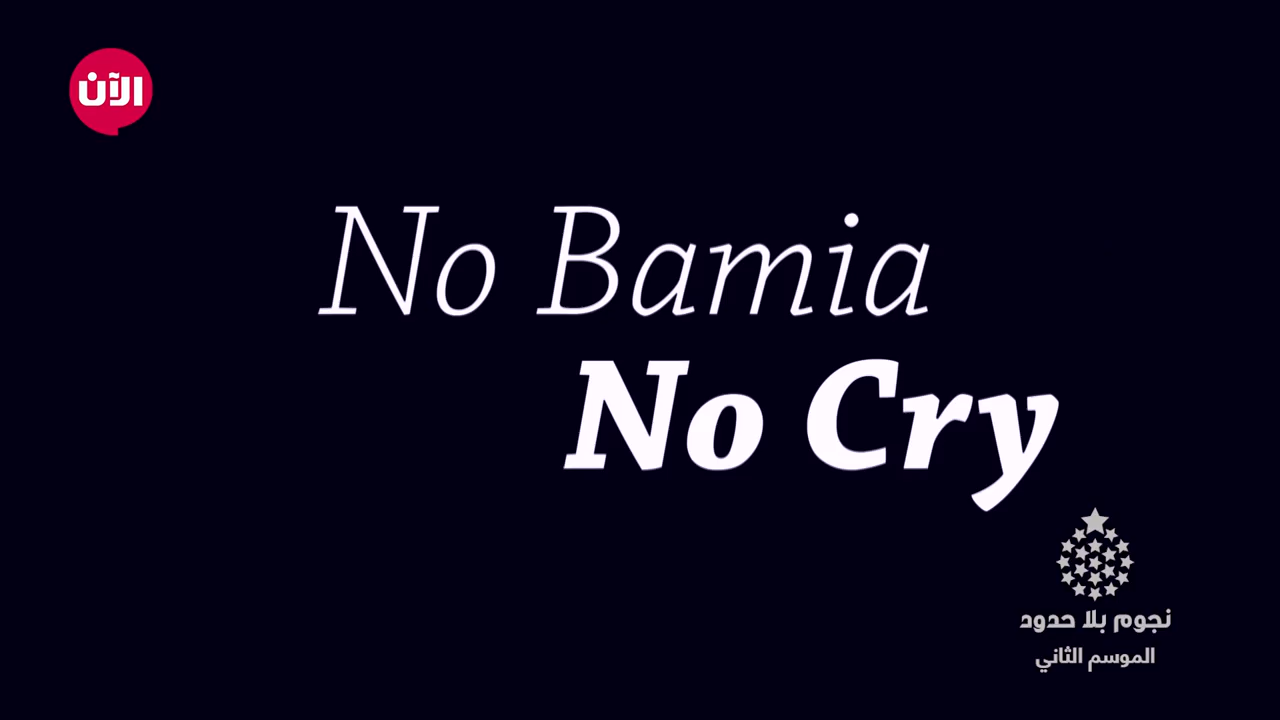 الآن
No Bamia
No Cry
نجوم بلا حدود
الموسم الثاني